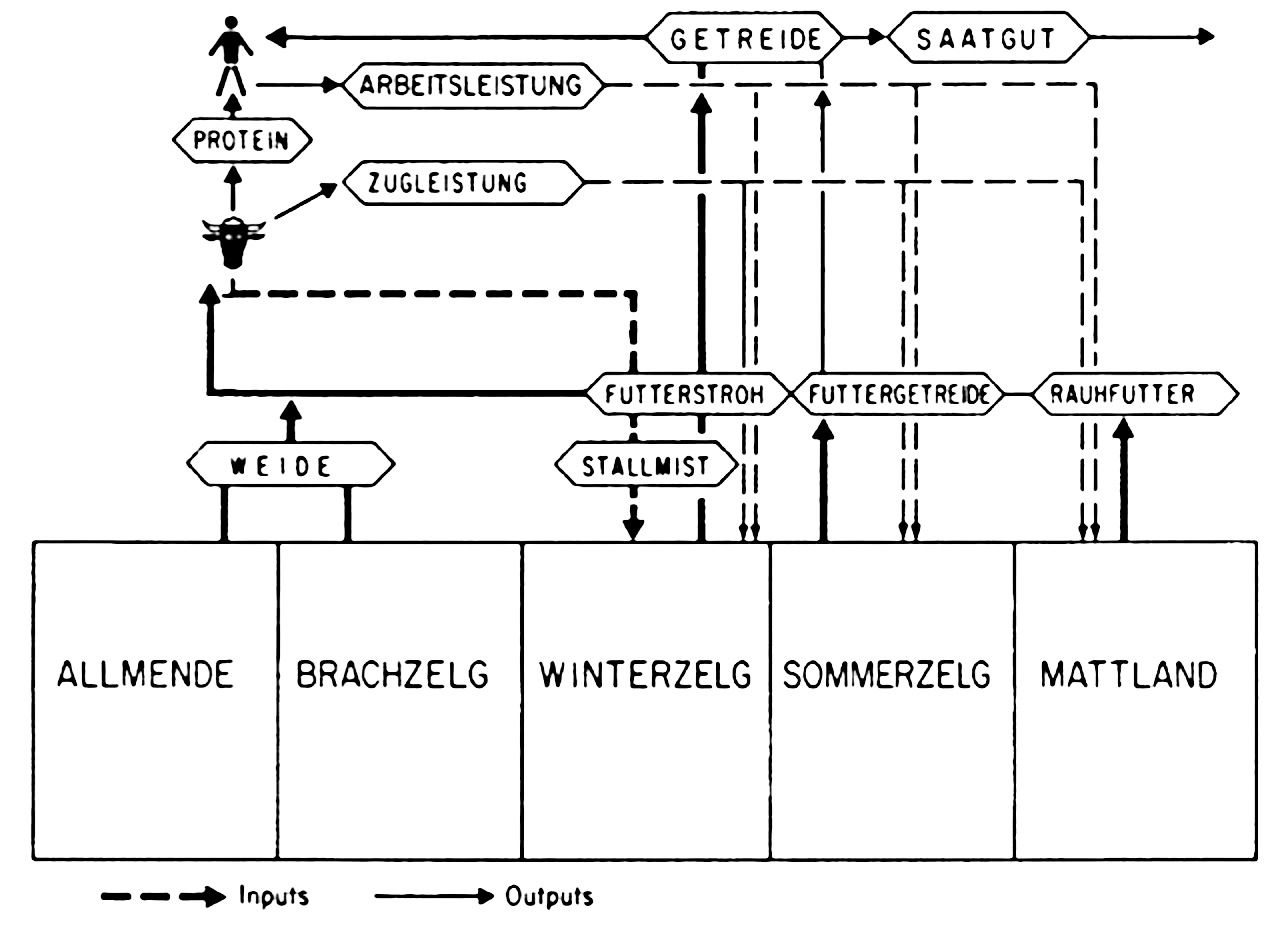 GETREIDE
SAATGUT
ARBEITSLEISTUNG
PROTEIN
ZUGLEISTUNG
FUTTERSTROH
FUTTERGETREIDE
RAUHFUTTER
WEIDE
STALLMIST
ALLMENDE
BRACHZELG
WINTERZELG
SOMMERZELG
MATTLAND
Inputs
Outputs